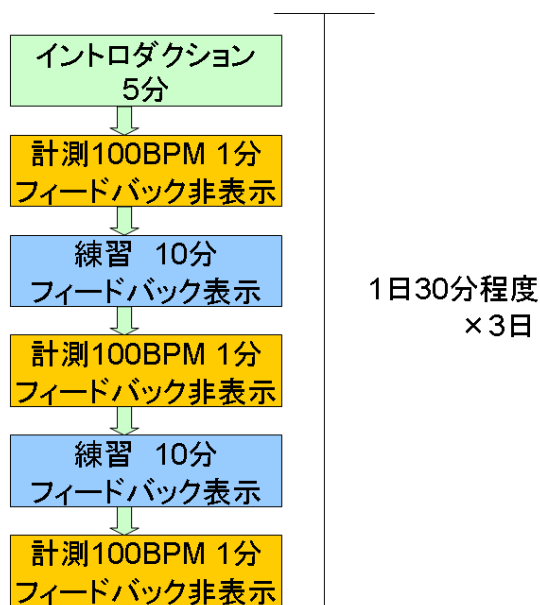 イントロダクション
5分
計測100BPM 1分
フィードバック非表示
練習 10分
フィードバック表示
計測100BPM 1分
フィードバック非表示
練習 10分
フィードバック表示
計測100BPM 1分
フィードバック非表示
1日30分程度
×3日